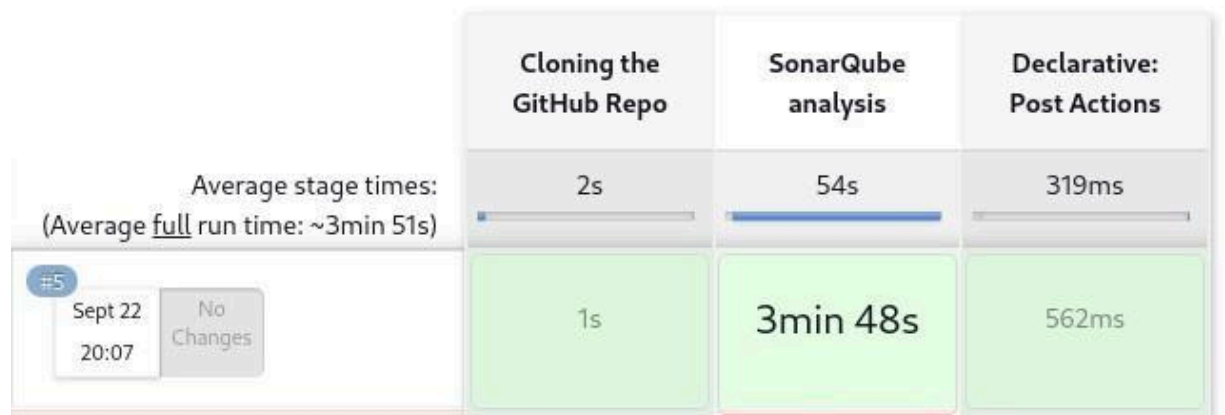 Cloning the
GitHub Repo
SonarQube
analysis
Declarative:
Post Actions
Average stage times:
2s
54s
319ms
(Average full run time: ~3min 51s)
#5
Sept 22
20:07
No
Changes
1s
3min 48s
562ms